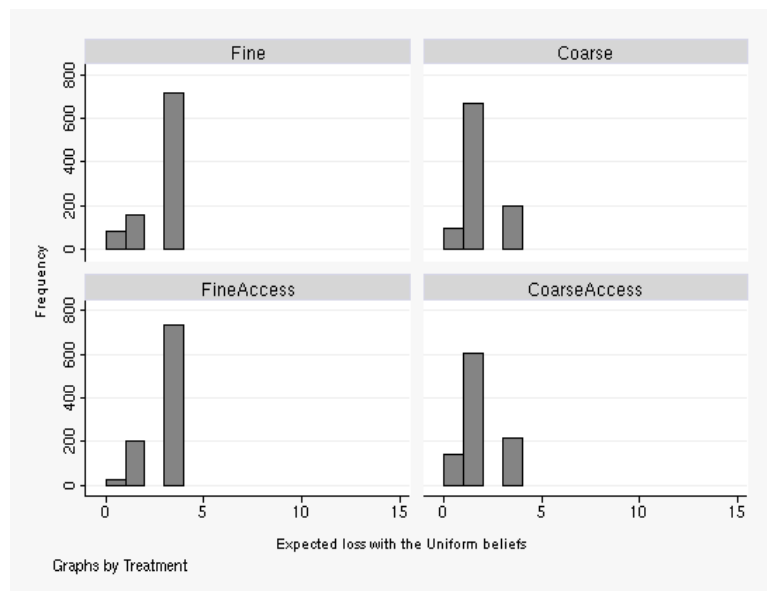 Fine
Coarse
800
600
400
200
0
FineAccess
CoarseAccess
800
600
400
200
0
Frequency
0 5 10 15
0 5 10 15
Expected loss with the Uniform beliefs
Graphs by Treatment